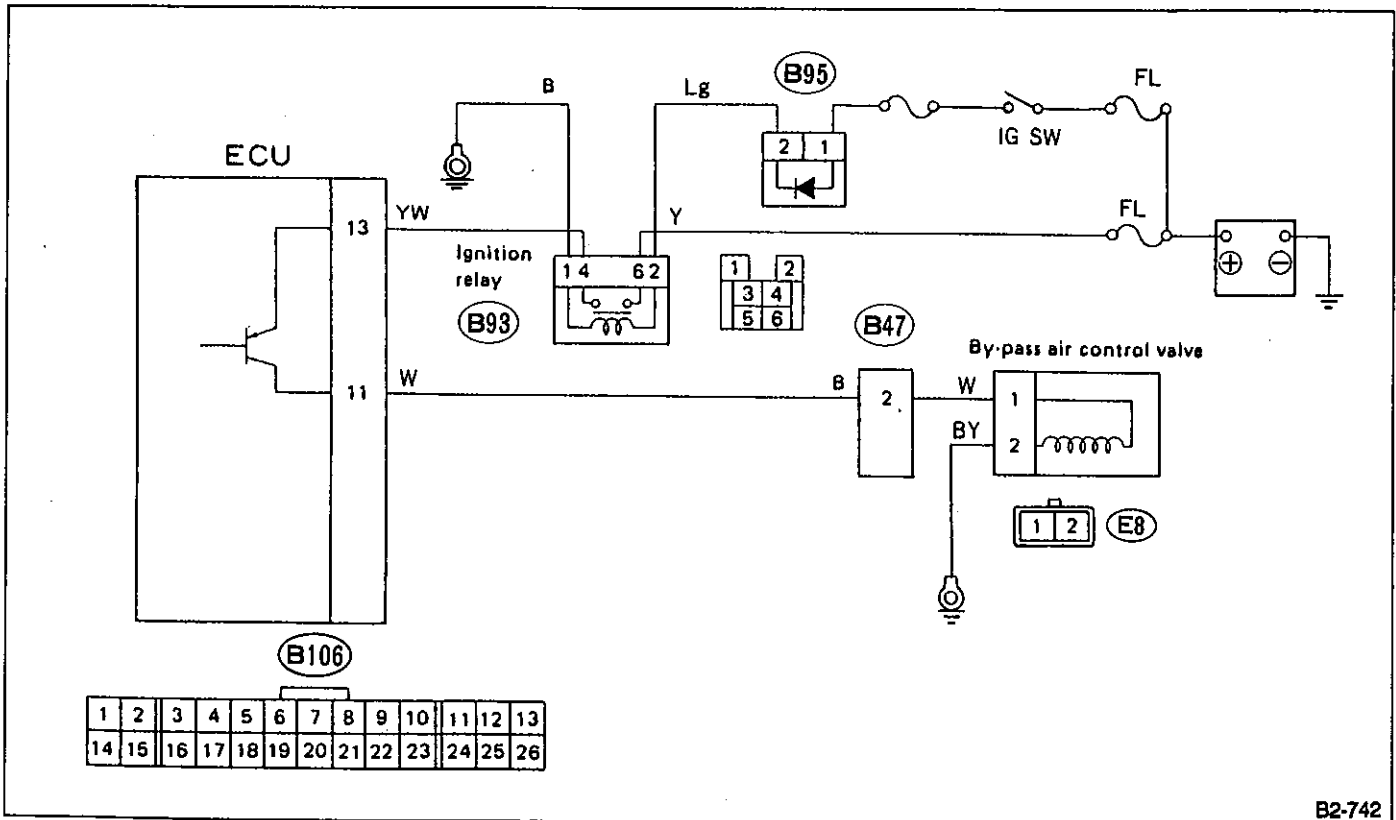 B
Lg
B95
FL
2 1
IG SW
ECU
13
YW
Y
FL
Ignition
relay
1 4 6 2
B93
1 2
3 4
5 6
+ −
B47
By-pass air control valve
11
W
B
2
W
1
BY
2
1 2
E8
B106
1 2 3 4 5 6 7 8 9 10 11 12 13
14 15 16 17 18 19 20 21 22 23 24 25 26
B2-742